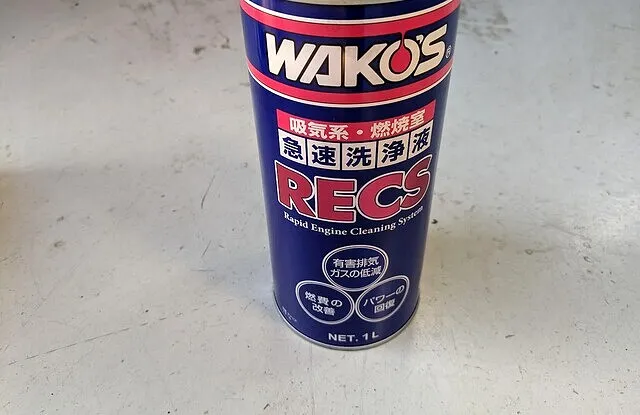 WAKO'S®
吸気系・燃焼室
急速洗浄液
RECS
Rapid Engine Cleaning System
有害排気
ガスの低減
燃費の
改善
パワーの
回復
NET. 1L